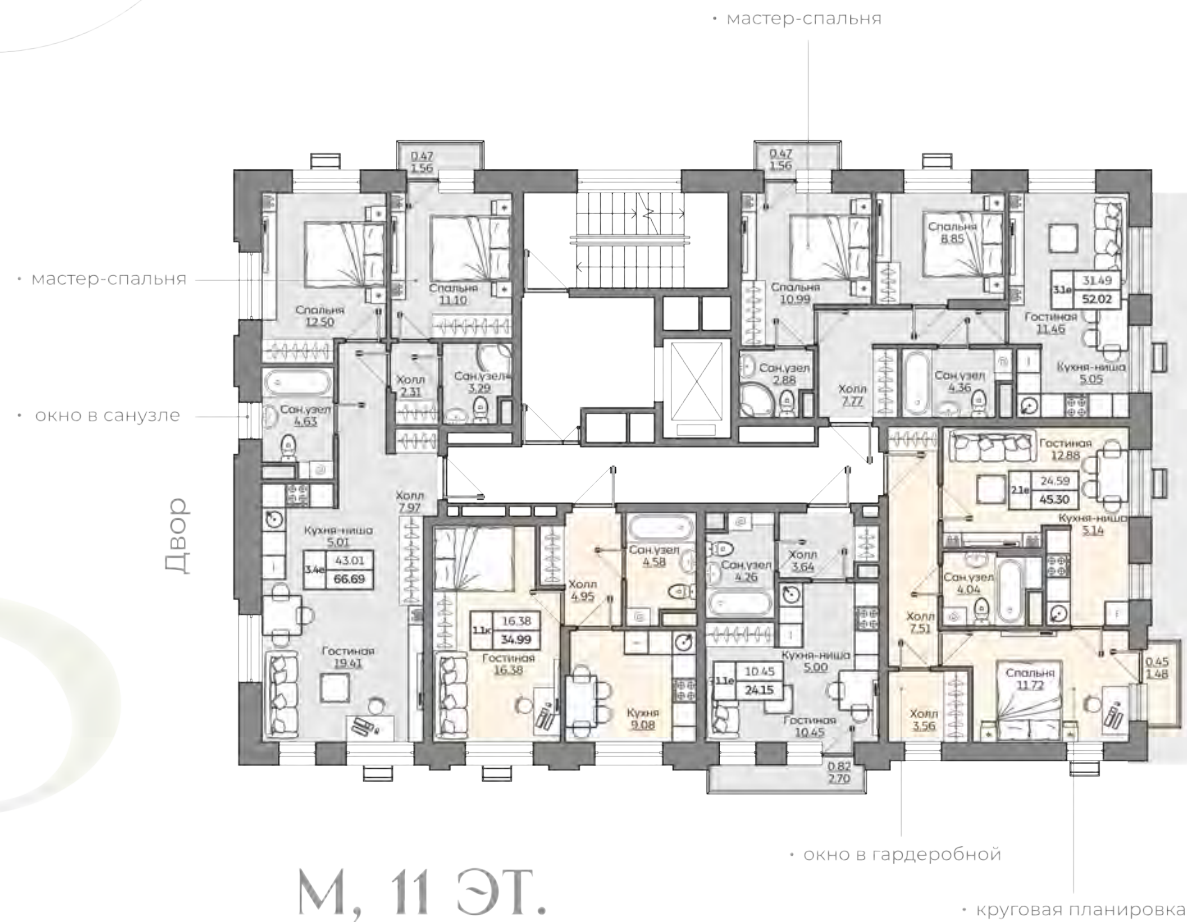 · мастер-спальня
0.47
1.56
0.47
1.56
Спальня
8.85
31.49
3.1е
52.02
· мастер-спальня
Спальня
11.10
Спальня
10.99
Спальня
12.50
Гостиная
11.46
Холл
2.31
Сан.узел
3.29
Сан.узел
2.88
Сан.узел
4.36
Кухня-ниша
5.05
Холл
7.77
· окно в санузле
Сан.узел
4.63
Гостиная
12.88
24.59
2.1е
45.30
Холл
7.97
Кухня-ниша
5.14
Двор
Кухня-ниша
5.01
43.01
3.4е
66.69
Сан.узел
4.58
Сан.узел
4.26
Холл
3.64
Сан.узел
4.04
Холл
4.95
Холл
7.51
16.38
1.1к
34.99
Гостиная
16.38
Гостиная
19.41
Кухня-ниша
5.00
10.45
1.1е
24.15
Гостиная
10.45
Кухня
9.08
Спальня
11.72
Холл
3.56
0.45
1.48
0.82
2.70
· окно в гардеробной
М, 11 ЭТ.
· круговая планировка